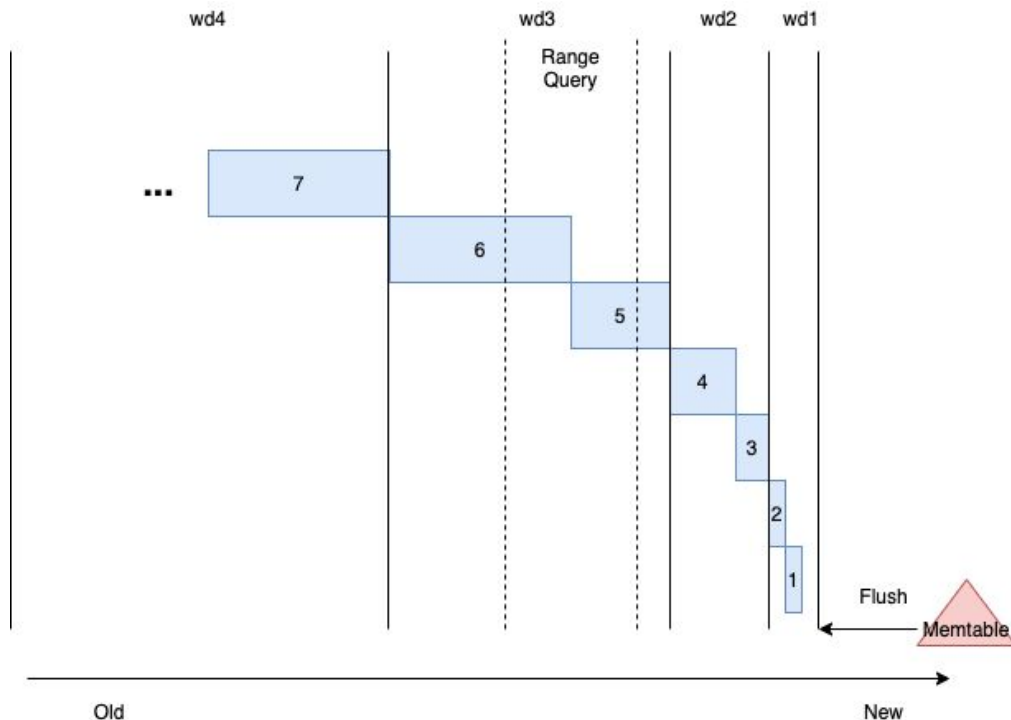 wd4
wd3
wd2
wd1
Range
Query
...
7
6
5
4
3
2
1
Flush
Memtable
Old
New